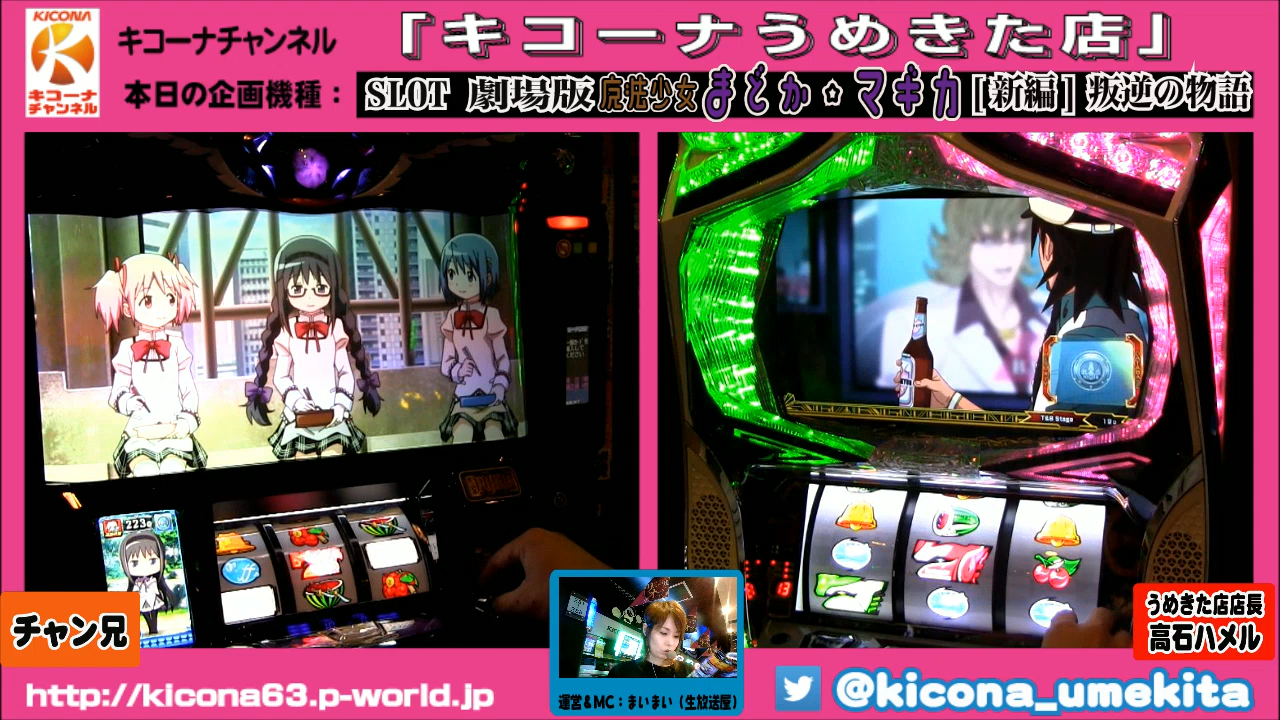 KICONA
キコーナ
チャンネル
キコーナチャンネル
「キコーナうめきた店」
本日の企画機種：
SLOT 劇場版 魔法少女まどか☆マギカ [新編] 叛逆の物語
T&B Stage
223
チャン兄
うめきた店店長
高石ハメル
運営&MC：まいまい（生放送屋）
http://kicona63.p-world.jp
@kicona_umekita